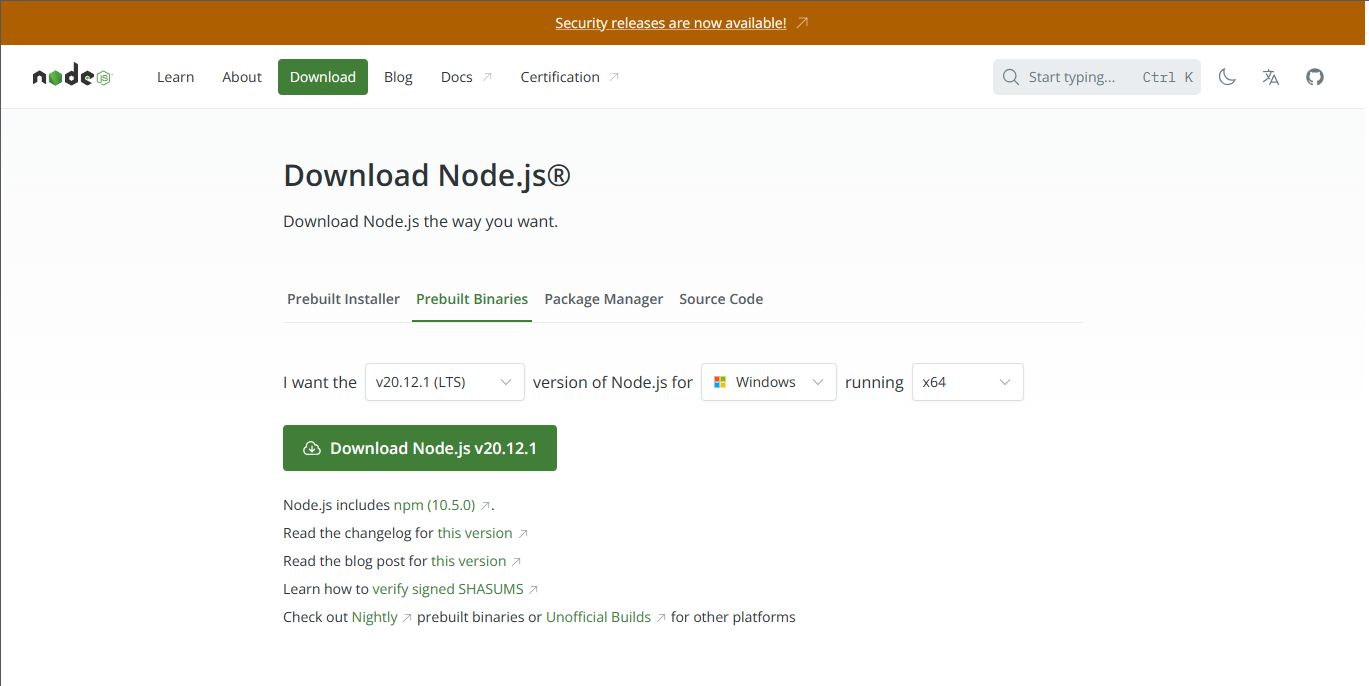 Security releases are now available!
node JS
Learn About Download Blog Docs Certification Start typing... Ctrl K
Download Node.js®
Download Node.js the way you want.
Prebuilt Installer Prebuilt Binaries Package Manager Source Code
I want the v20.12.1 (LTS) version of Node.js for Windows running x64
Download Node.js v20.12.1
Node.js includes npm (10.5.0).
Read the changelog for this version
Read the blog post for this version
Learn how to verify signed SHASUMS
Check out Nightly prebuilt binaries or Unofficial Builds for other platforms